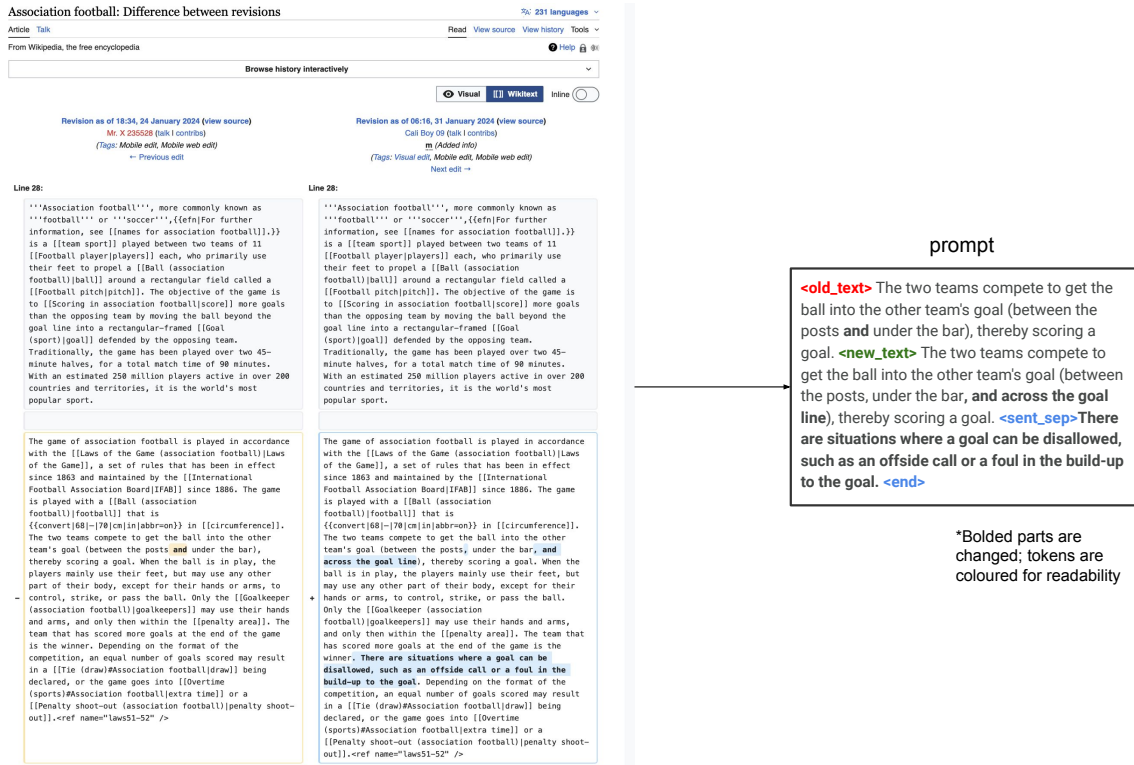 Association football: Difference between revisions
231 languages
Article Talk
Read View source View history Tools
From Wikipedia, the free encyclopedia
Help
Browse history interactively
Visual [[]] Wikitext Inline
Revision as of 18:34, 24 January 2024 (view source)
Mr. X 235528 (talk | contribs)
(Tags: Mobile edit, Mobile web edit)
← Previous edit
Revision as of 06:16, 31 January 2024 (view source)
Cali Boy 09 (talk | contribs)
m (Added info)
(Tags: Visual edit, Mobile edit, Mobile web edit)
Next edit →
Line 28:
'''Association football''', more commonly known as
'''football''' or '''soccer''',{{efn|For further
information, see [[names for association football]].}}
is a [[team sport]] played between two teams of 11
[[Football player|players]] each, who primarily use
their feet to propel a [[Ball (association
football)|ball]] around a rectangular field called a
[[Football pitch|pitch]]. The objective of the game is
to [[Scoring in association football|score]] more goals
than the opposing team by moving the ball beyond the
goal line into a rectangular-framed [[Goal
(sport)|goal]] defended by the opposing team.
Traditionally, the game has been played over two 45-
minute halves, for a total match time of 90 minutes.
With an estimated 250 million players active in over 200
countries and territories, it is the world's most
popular sport.
−
The game of association football is played in accordance
with the [[Laws of the Game (association football)|Laws
of the Game]], a set of rules that has been in effect
since 1863 and maintained by the [[International
Football Association Board|IFAB]] since 1886. The game
is played with a [[Ball (association
football)|football]] that is
{{convert|68|–|70|cm|in|abbr=on}} in [[circumference]].
The two teams compete to get the ball into the other
team's goal (between the posts and under the bar),
thereby scoring a goal. When the ball is in play, the
players mainly use their feet, but may use any other
part of their body, except for their hands or arms, to
control, strike, or pass the ball. Only the [[Goalkeeper
(association football)|goalkeepers]] may use their hands
and arms, and only then within the [[penalty area]]. The
team that has scored more goals at the end of the game
is the winner. Depending on the format of the
competition, an equal number of goals scored may result
in a [[Tie (draw)#Association football|draw]] being
declared, or the game goes into [[Overtime
(sports)#Association football|extra time]] or a
[[Penalty shoot-out (association football)|penalty shoot-
out]].<ref name="laws51-52" />
Line 28:
'''Association football''', more commonly known as
'''football''' or '''soccer''',{{efn|For further
information, see [[names for association football]].}}
is a [[team sport]] played between two teams of 11
[[Football player|players]] each, who primarily use
their feet to propel a [[Ball (association
football)|ball]] around a rectangular field called a
[[Football pitch|pitch]]. The objective of the game is
to [[Scoring in association football|score]] more goals
than the opposing team by moving the ball beyond the
goal line into a rectangular-framed [[Goal
(sport)|goal]] defended by the opposing team.
Traditionally, the game has been played over two 45-
minute halves, for a total match time of 90 minutes.
With an estimated 250 million players active in over 200
countries and territories, it is the world's most
popular sport.
+
The game of association football is played in accordance
with the [[Laws of the Game (association football)|Laws
of the Game]], a set of rules that has been in effect
since 1863 and maintained by the [[International
Football Association Board|IFAB]] since 1886. The game
is played with a [[Ball (association
football)|football]] that is
{{convert|68|–|70|cm|in|abbr=on}} in [[circumference]].
The two teams compete to get the ball into the other
team's goal (between the posts, under the bar, and
across the goal line), thereby scoring a goal. When the
ball is in play, the players mainly use their feet, but
may use any other part of their body, except for their
hands or arms, to control, strike, or pass the ball.
Only the [[Goalkeeper (association
football)|goalkeepers]] may use their hands and arms,
and only then within the [[penalty area]]. The team that
has scored more goals at the end of the game is the
winner. There are situations where a goal can be
disallowed, such as an offside call or a foul in the
build-up to the goal. Depending on the format of the
competition, an equal number of goals scored may result
in a [[Tie (draw)#Association football|draw]] being
declared, or the game goes into [[Overtime
(sports)#Association football|extra time]] or a
[[Penalty shoot-out (association football)|penalty shoot-
out]].<ref name="laws51-52" />
prompt
<old_text> The two teams compete to get the
ball into the other team's goal (between the
posts and under the bar), thereby scoring a
goal. <new_text> The two teams compete to
get the ball into the other team's goal (between
the posts, under the bar, and across the goal
line), thereby scoring a goal. <sent_sep>There
are situations where a goal can be disallowed,
such as an offside call or a foul in the build-up
to the goal. <end>
*Bolded parts are
changed; tokens are
coloured for readability